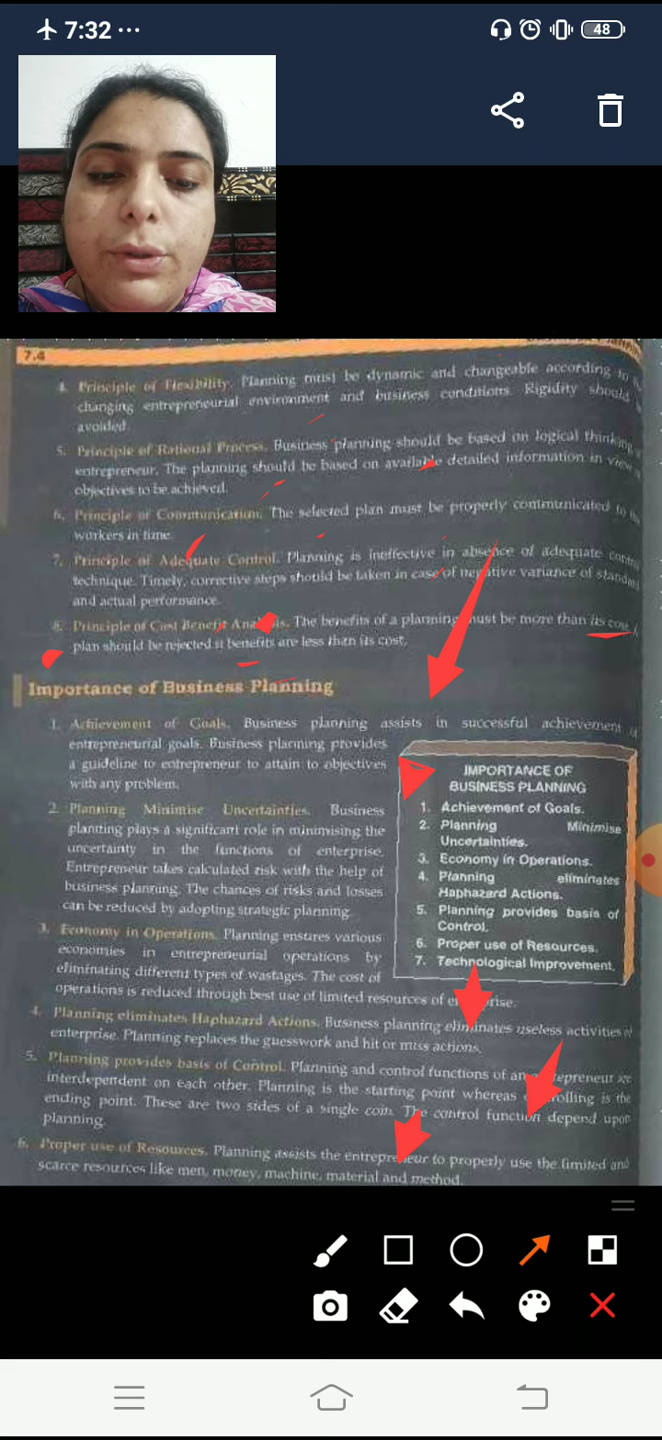 7:32 ...
48
7.4
4. Principle of Flexibility. Planning must be dynamic and changeable according to
changing entrepreneurial environment and business conditions. Rigidity should
avoided.
5. Principle of Rational Process. Business planning should be based on logical thinking
entrepreneur. The planning should be based on available detailed information in view
objectives to be achieved.
6. Principle of Communication. The selected plan must be properly communicated to
workers in time.
7. Principle of Adequate Control. Planning is ineffective in absence of adequate
technique. Timely, corrective steps should be taken in case of negative variance of
and actual performance.
8. Principle of Cost Benefit Analysis. The benefits of a planning must be more than its cost.
plan should be rejected if benefits are less than its cost.
Importance of Business Planning
1. Achievement of Goals. Business planning assists in successful achievement
entrepreneurial goals. Business planning provides
a guideline to entrepreneur to attain to objectives
with any problem.
2. Planning Minimise Uncertainties. Business
planning plays a significant role in minimising the
uncertainty in the functions of enterprise.
Entrepreneur takes calculated risk with the help of
business planning. The chances of risks and losses
can be reduced by adopting strategic planning.
3. Economy in Operations. Planning ensures various
economies in entrepreneurial operations by
eliminating different types of wastages. The cost of
operations is reduced through best use of limited resources of enterprise.
IMPORTANCE OF
BUSINESS PLANNING
1. Achievement of Goals.
2. Planning Minimise
Uncertainties.
3. Economy in Operations.
4. Planning eliminates
Haphazard Actions.
5. Planning provides basis of
Control.
6. Proper use of Resources.
7. Technological Improvement.
4. Planning eliminates Haphazard Actions. Business planning eliminates useless activities of
enterprise. Planning replaces the guesswork and hit or miss actions.
5. Planning provides basis of Control. Planning and control functions of an entrepreneur are
interdependent on each other. Planning is the starting point whereas controlling is the
ending point. These are two sides of a single coin. The control function depend upon
planning.
6. Proper use of Resources. Planning assists the entrepreneur to properly use the limited and
scarce resources like men, money, machine, material and method.